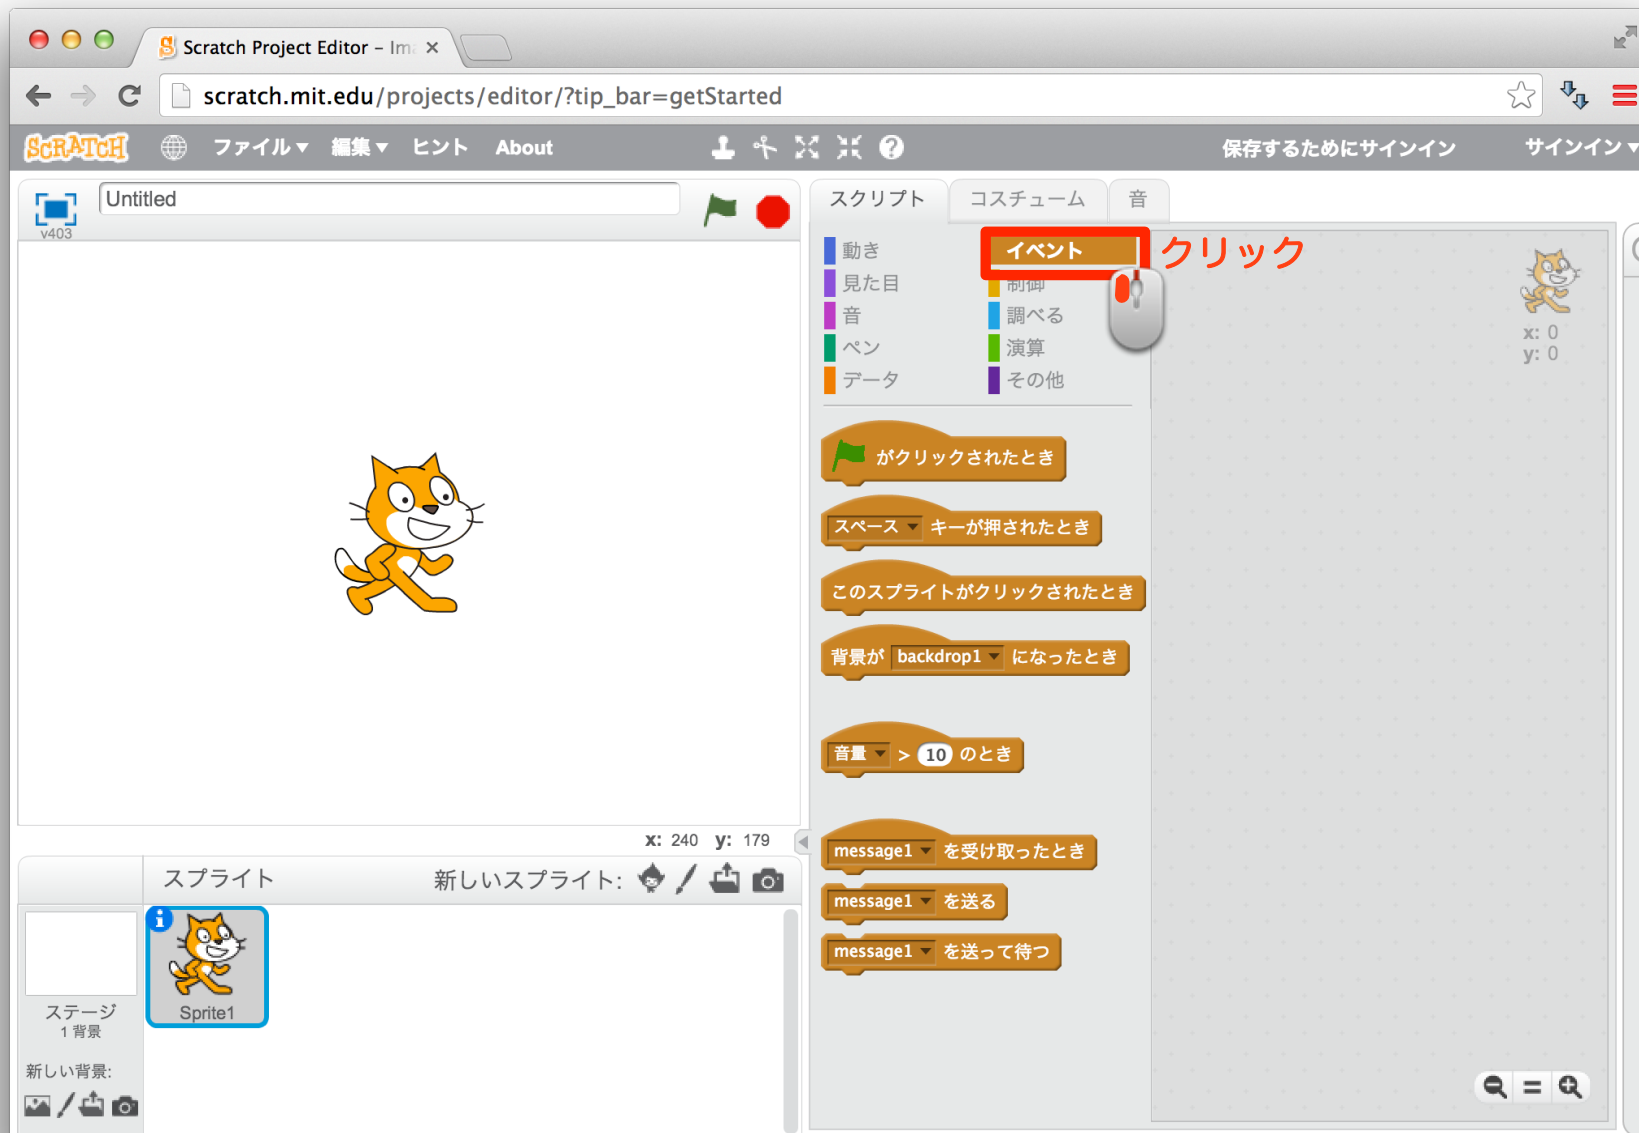 Scratch Project Editor – Im
scratch.mit.edu/projects/editor/?tip_bar=getStarted
SCRATCH ファイル▼ 編集▼ ヒント About 保存するためにサインイン サインイン▼
v403 Untitled
スクリプト コスチューム 音
動き イベント クリック
見た目 制御
音 調べる
ペン 演算
データ その他
x: 0
y: 0
がクリックされたとき
スペース キーが押されたとき
このスプライトがクリックされたとき
背景が backdrop1 になったとき
音量 > 10 のとき
message1 を受け取ったとき
message1 を送る
message1 を送って待つ
x: 240 y: 179
スプライト 新しいスプライト:
Sprite1
ステージ
1 背景
新しい背景: